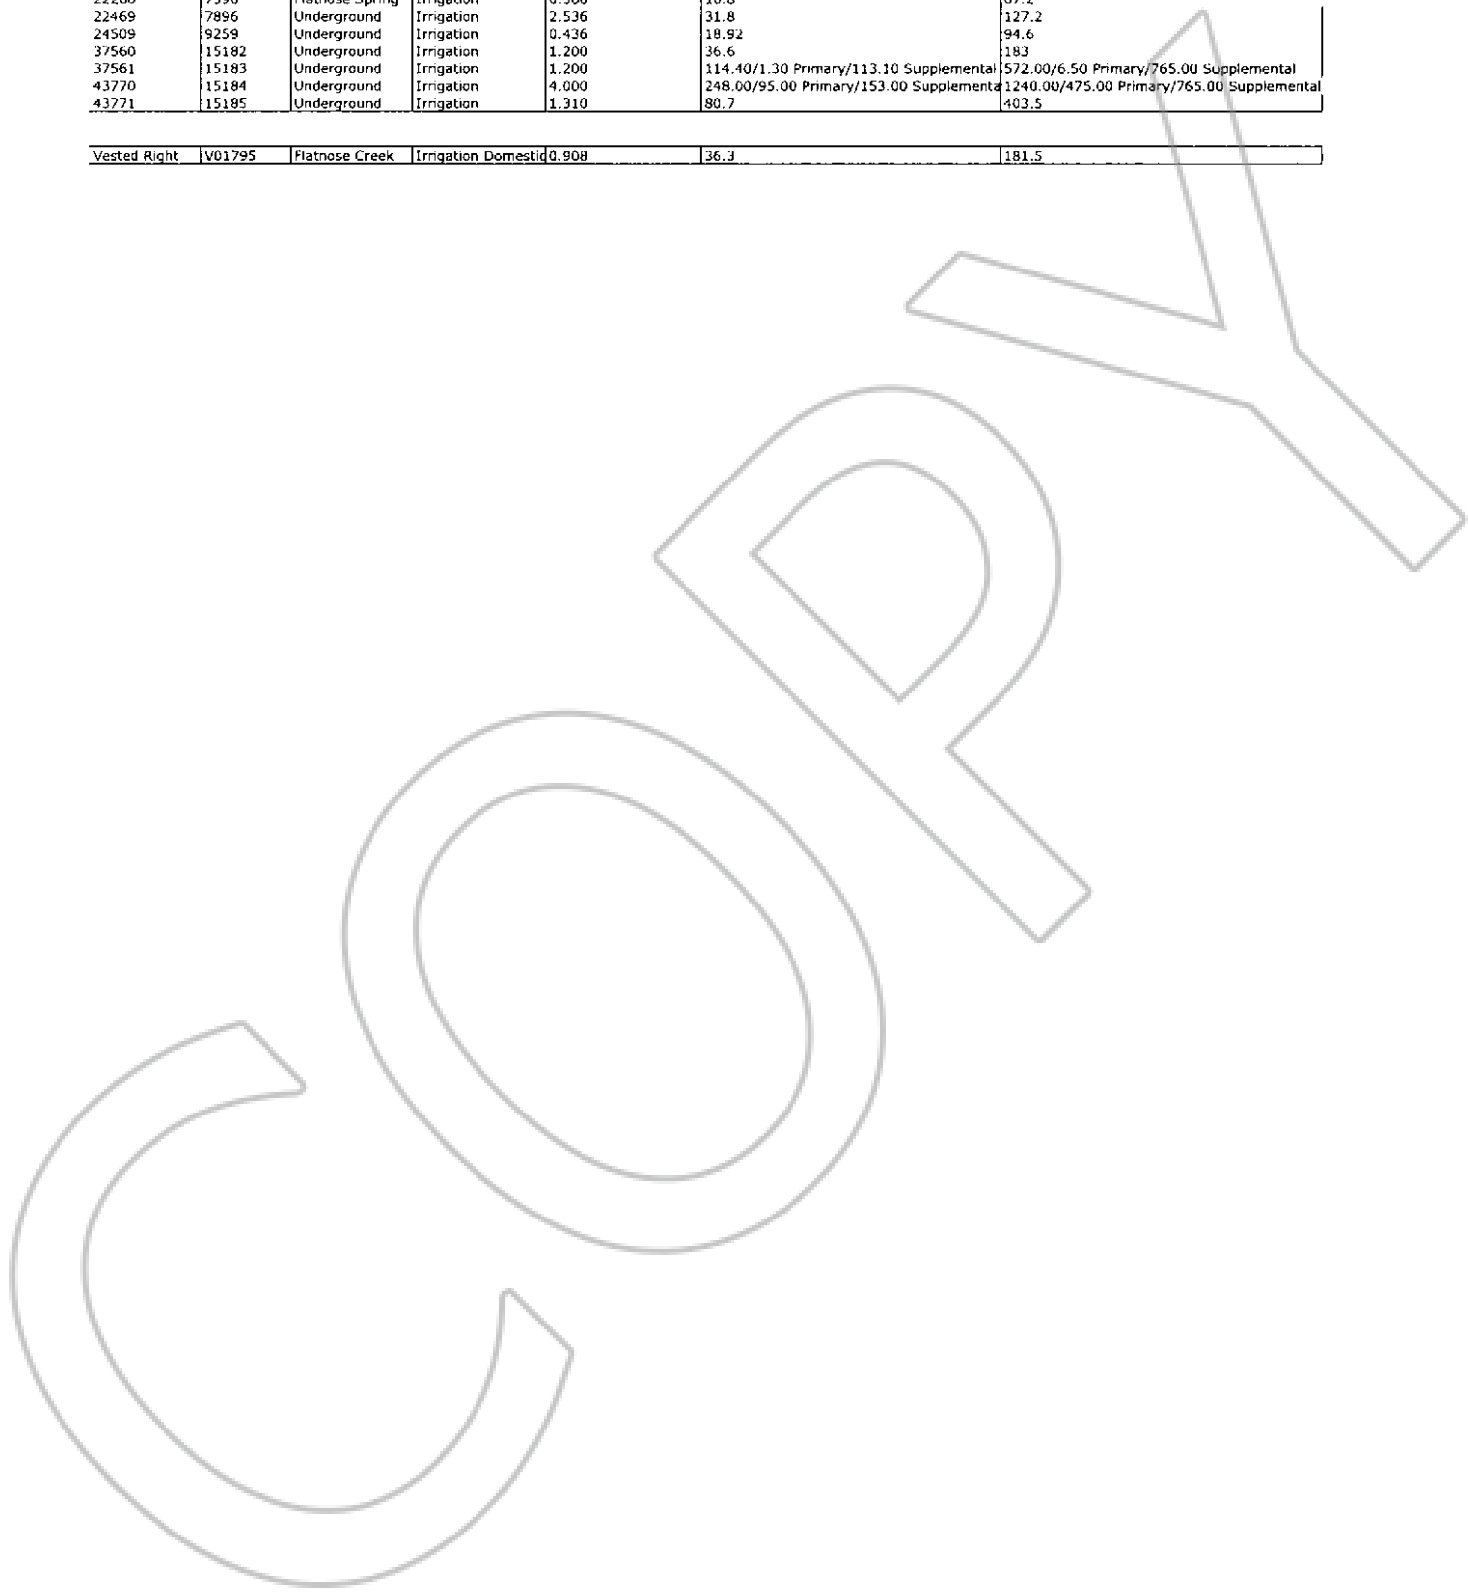 Flatnose Spring Irrigation
22469 7896 Underground Irrigation 2.536 31.8 127.2
24509 9259 Underground Irrigation 0.436 18.92 94.6
37560 15182 Underground Irrigation 1.200 36.6 183
37561 15183 Underground Irrigation 1.200 114.40/1.30 Primary/113.10 Supplemental 572.00/6.50 Primary/765.00 Supplemental
43770 15184 Underground Irrigation 4.000 248.00/95.00 Primary/153.00 Supplementa 1240.00/475.00 Primary/765.00 Supplemental
43771 15185 Underground Irrigation 1.310 80.7 403.5
Vested Right V01795 Flatnose Creek Irrigation Domestic 0.908 36.3 181.5
COPY